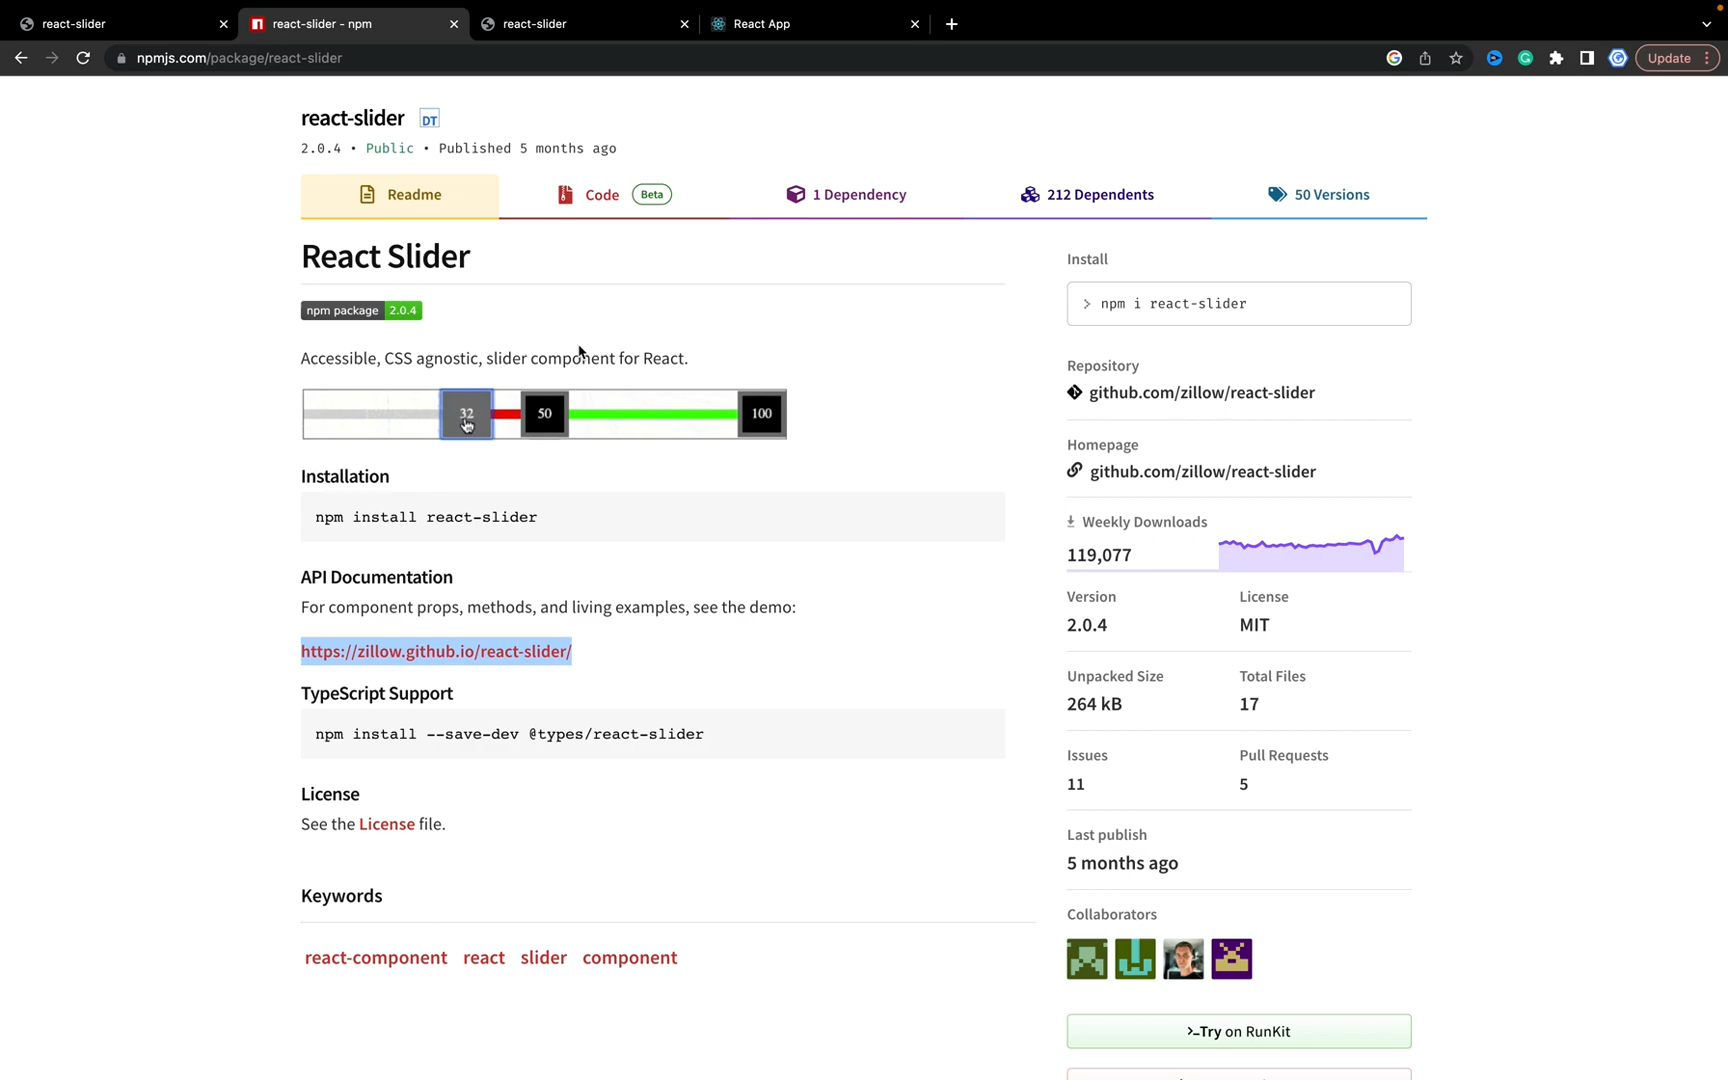 react-slider
react-slider - npm
react-slider
React App
npmjs.com/package/react-slider
Update
react-slider DT
2.0.4 • Public • Published 5 months ago
Readme
Code Beta
1 Dependency
212 Dependents
50 Versions
React Slider
npm package 2.0.4
Accessible, CSS agnostic, slider component for React.
32 50 100
Installation
npm install react-slider
API Documentation
For component props, methods, and living examples, see the demo:
https://zillow.github.io/react-slider/
TypeScript Support
npm install --save-dev @types/react-slider
License
See the License file.
Keywords
react-component react slider component
Install
> npm i react-slider
Repository
github.com/zillow/react-slider
Homepage
github.com/zillow/react-slider
Weekly Downloads
119,077
Version
2.0.4
License
MIT
Unpacked Size
264 kB
Total Files
17
Issues
11
Pull Requests
5
Last publish
5 months ago
Collaborators
Try on RunKit